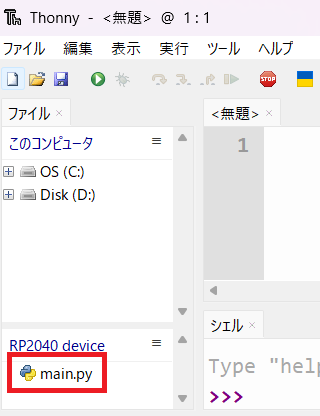 Thonny - <無題> @ 1 : 1
ファイル 編集 表示 実行 ツール ヘルプ
STOP
ファイル ×
<無題> ×
このコンピュータ
1
OS (C:)
Disk (D:)
RP2040 device
main.py
シェル ×
Type "help
>>>